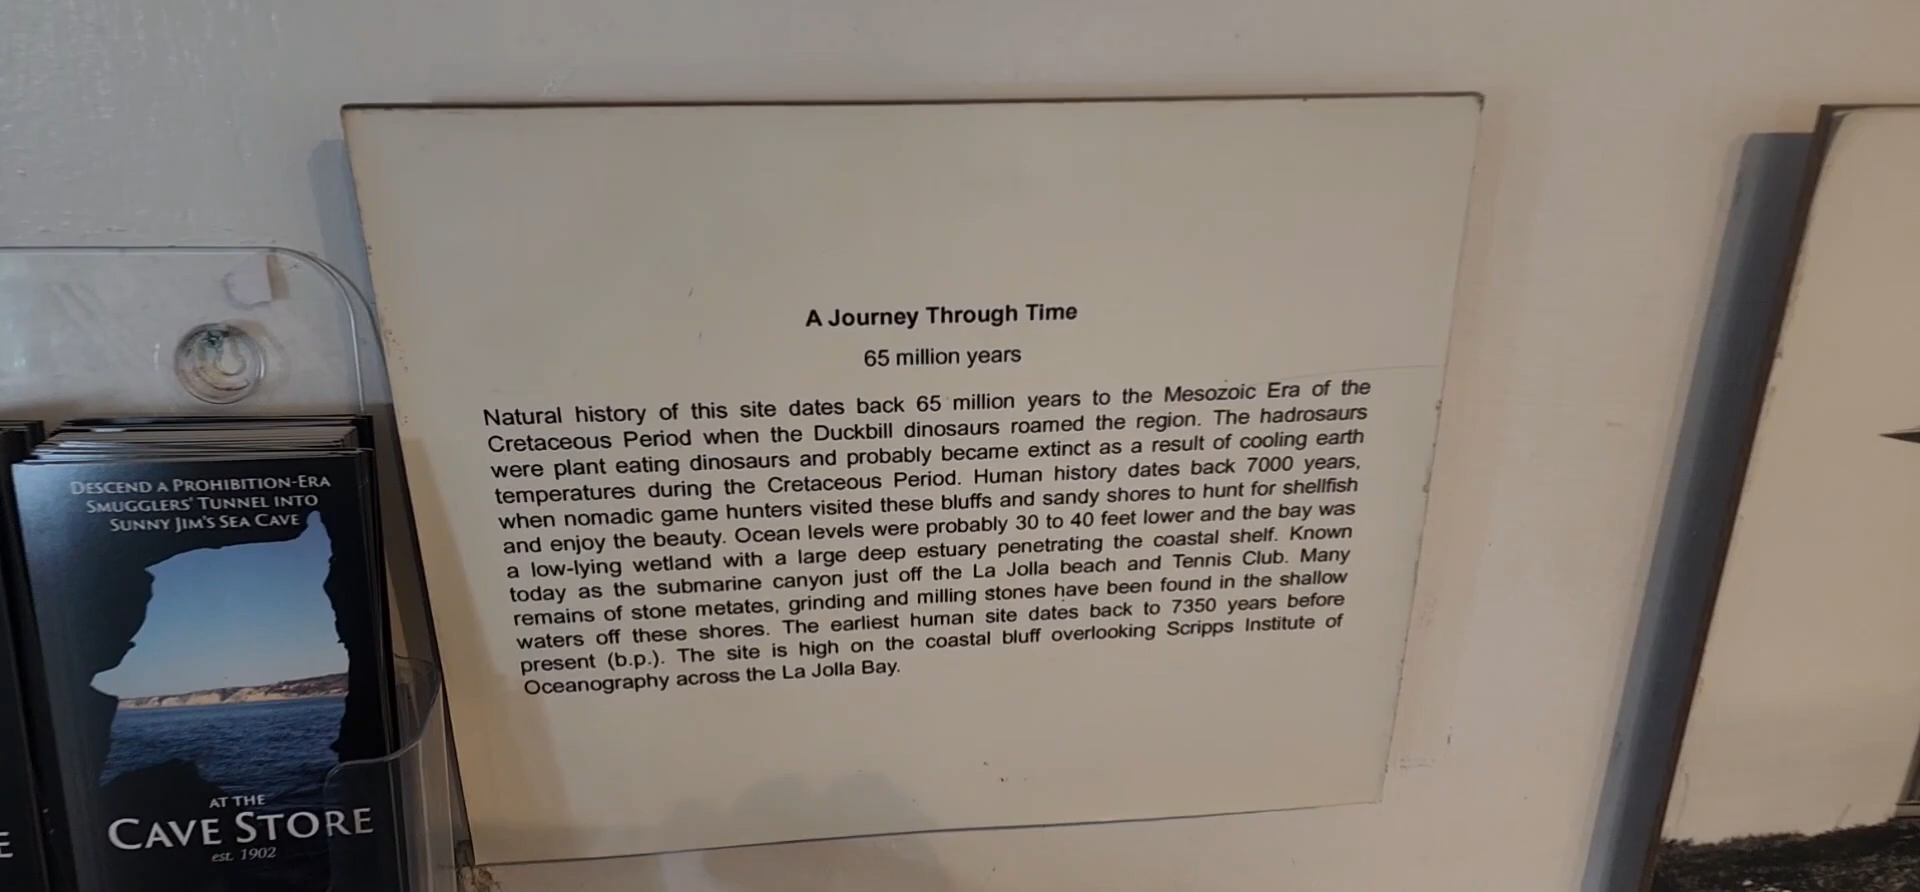 A Journey Through Time
65 million years
Natural history of this site dates back 65 million years to the Mesozoic Era of the
Cretaceous Period when the Duckbill dinosaurs roamed the region. The hadrosaurs
were plant eating dinosaurs and probably became extinct as a result of cooling earth
temperatures during the Cretaceous Period. Human history dates back 7000 years,
when nomadic game hunters visited these bluffs and sandy shores to hunt for shellfish
and enjoy the beauty. Ocean levels were probably 30 to 40 feet lower and the bay was
a low-lying wetland with a large deep estuary penetrating the coastal shelf. Known
today as the submarine canyon just off the La Jolla beach and Tennis Club. Many
remains of stone metates, grinding and milling stones have been found in the shallow
waters off these shores. The earliest human site dates back to 7350 years before
present (b.p.). The site is high on the coastal bluff overlooking Scripps Institute of
Oceanography across the La Jolla Bay.
DESCEND A PROHIBITION-ERA
SMUGGLERS' TUNNEL INTO
SUNNY JIM'S SEA CAVE
AT THE
CAVE STORE
est. 1902
E